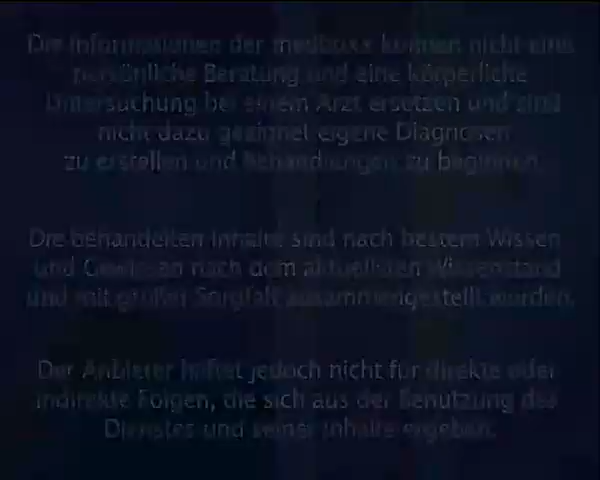 Die Informationen der medboxx können nicht eine
persönliche Beratung und eine körperliche
Untersuchung bei einem Arzt ersetzen und sind
nicht dazu geeignet eigene Diagnosen
zu erstellen und Behandlungen zu beginnen.
Die behandelten Inhalte sind nach bestem Wissen
und Gewissen nach dem aktuellsten Wissenstand
und mit großer Sorgfalt zusammengestellt worden.
Der Anbieter haftet jedoch nicht für direkte oder
indirekte Folgen, die sich aus der Benutzung des
Dienstes und seiner Inhalte ergeben.